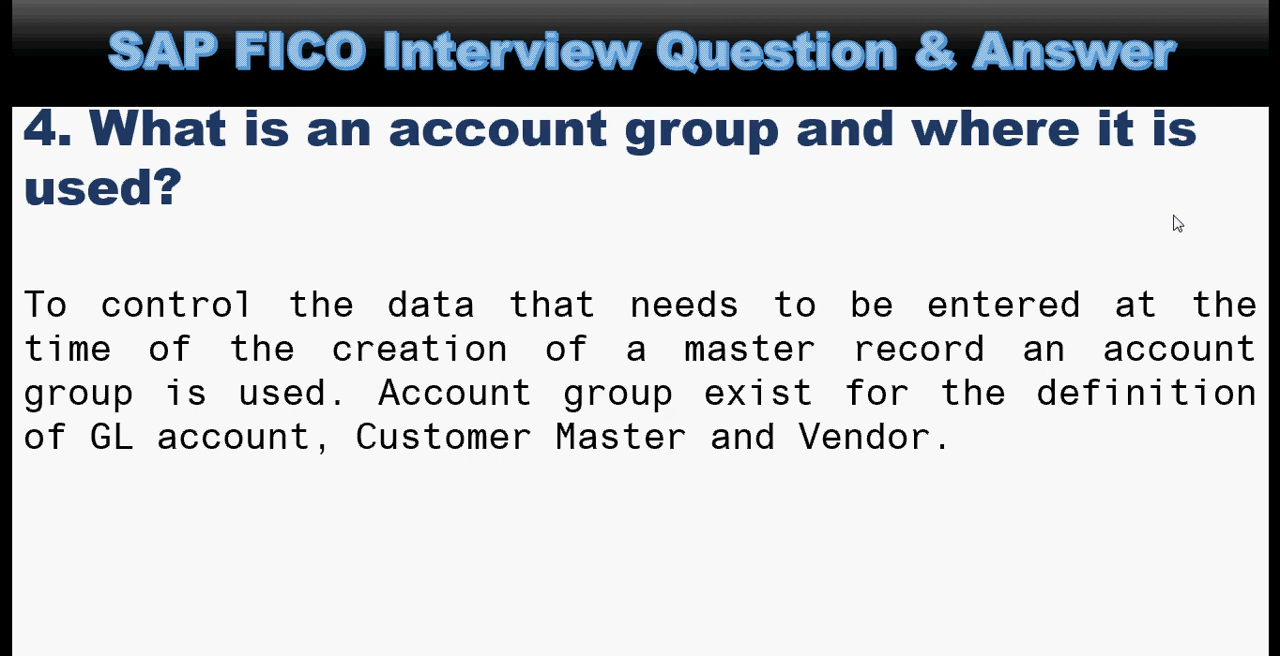 SAP FICO Interview Question & Answer
4. What is an account group and where it is
used?
To control the data that needs to be entered at the
time of the creation of a master record an account
group is used. Account group exist for the definition
of GL account, Customer Master and Vendor.